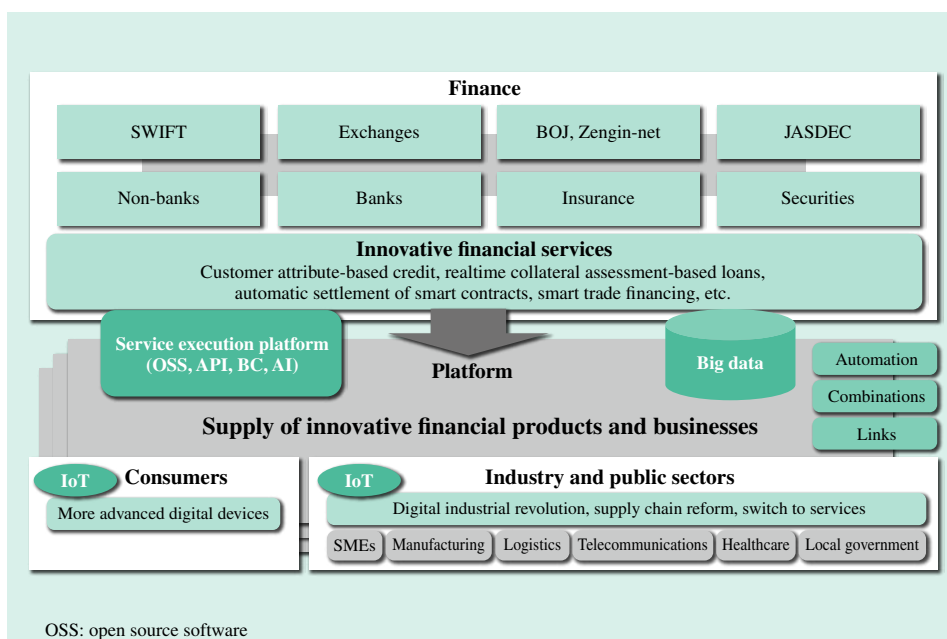 Finance
SWIFT
Exchanges
BOJ, Zengin-net
JASDEC
Non-banks
Banks
Insurance
Securities
Innovative financial services
Customer attribute-based credit, realtime collateral assessment-based loans,
automatic settlement of smart contracts, smart trade financing, etc.
Service execution platform
(OSS, API, BC, AI)
Platform
Big data
Automation
Combinations
Links
Supply of innovative financial products and businesses
IoT
Consumers
More advanced digital devices
IoT
Industry and public sectors
Digital industrial revolution, supply chain reform, switch to services
SMEs
Manufacturing
Logistics
Telecommunications
Healthcare
Local government
OSS: open source software